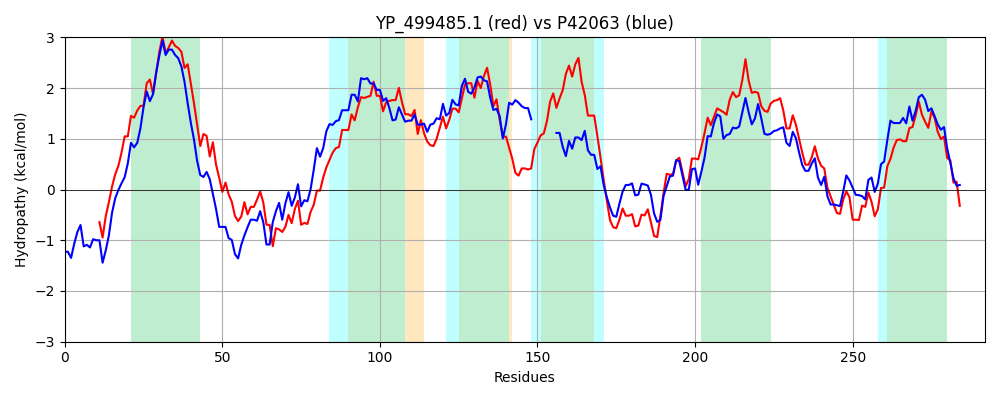 YP_499485.1 (red) vs P42063 (blue)
Hydropathy (kcal/mol)
3
2
1
0
−1
−2
−3
0 50 100 150 200 250
Residues